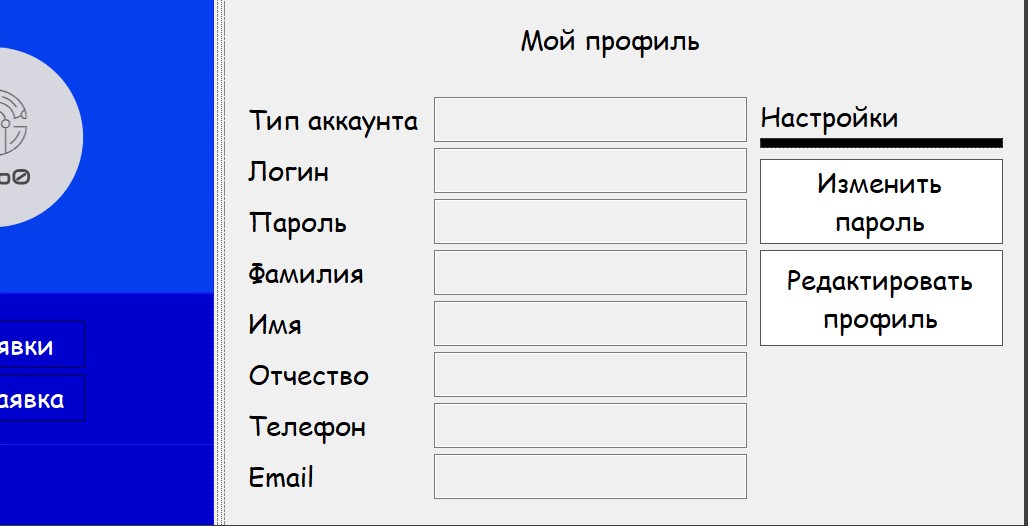 Мой профиль
Тип аккаунта
Логин
Пароль
Фамилия
Имя
Отчество
Телефон
Email
Настройки
Изменить
пароль
Редактировать
профиль